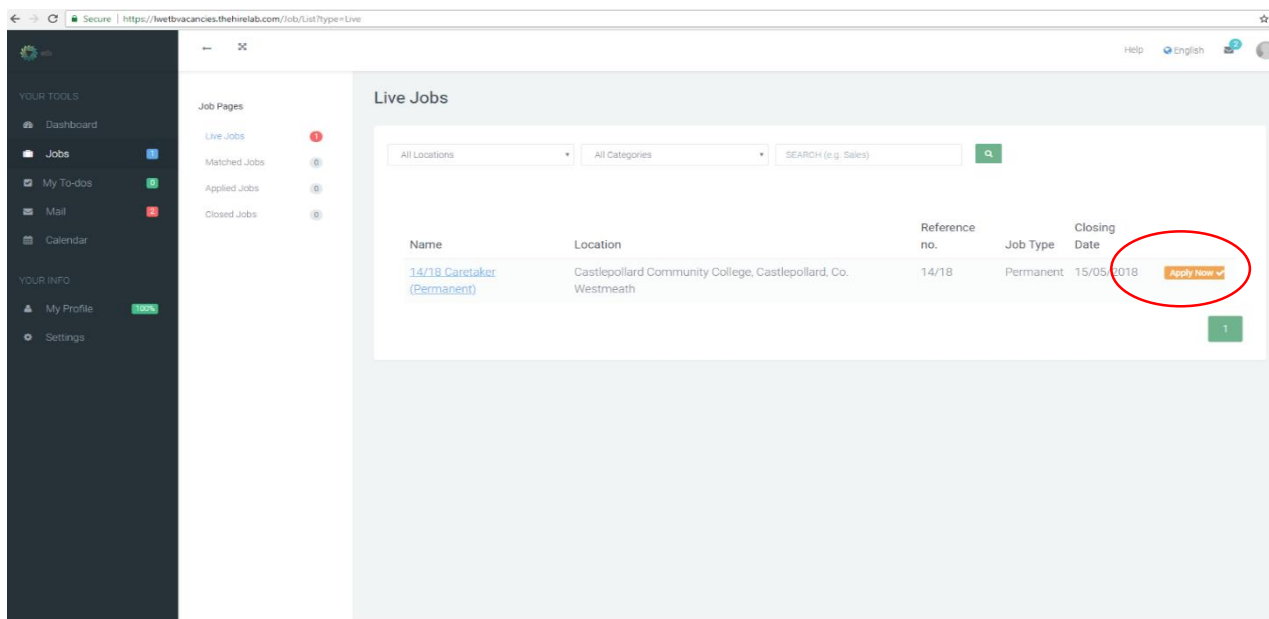 Secure | https://lwetbvacancies.thehirelab.com/Job/List?type=Live
Help English 2
YOUR TOOLS
Dashboard
Jobs 1
My To-dos 0
Mail 2
Calendar
YOUR INFO
My Profile 100%
Settings
Job Pages
Live Jobs 1
Matched Jobs 0
Applied Jobs 0
Closed Jobs 0
Live Jobs
All Locations All Categories SEARCH (e.g. Sales)
Reference Closing
Name Location no. Job Type Date
14/18 Caretaker Castlepollard Community College, Castlepollard, Co. 14/18 Permanent 15/05/2018 Apply Now
(Permanent) Westmeath
1